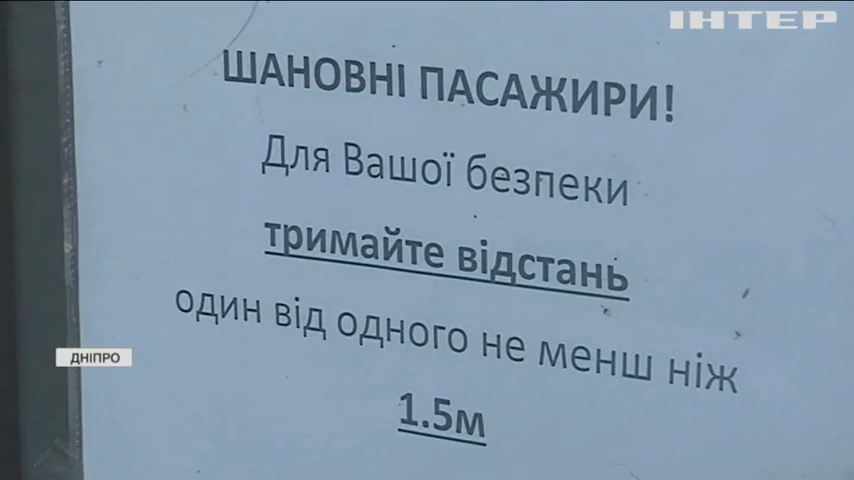 ІНТЕР
ШАНОВНІ ПАСАЖИРИ!
Для Вашої безпеки
тримайте відстань
один від одного не менш ніж
1.5м
ДНІПРО